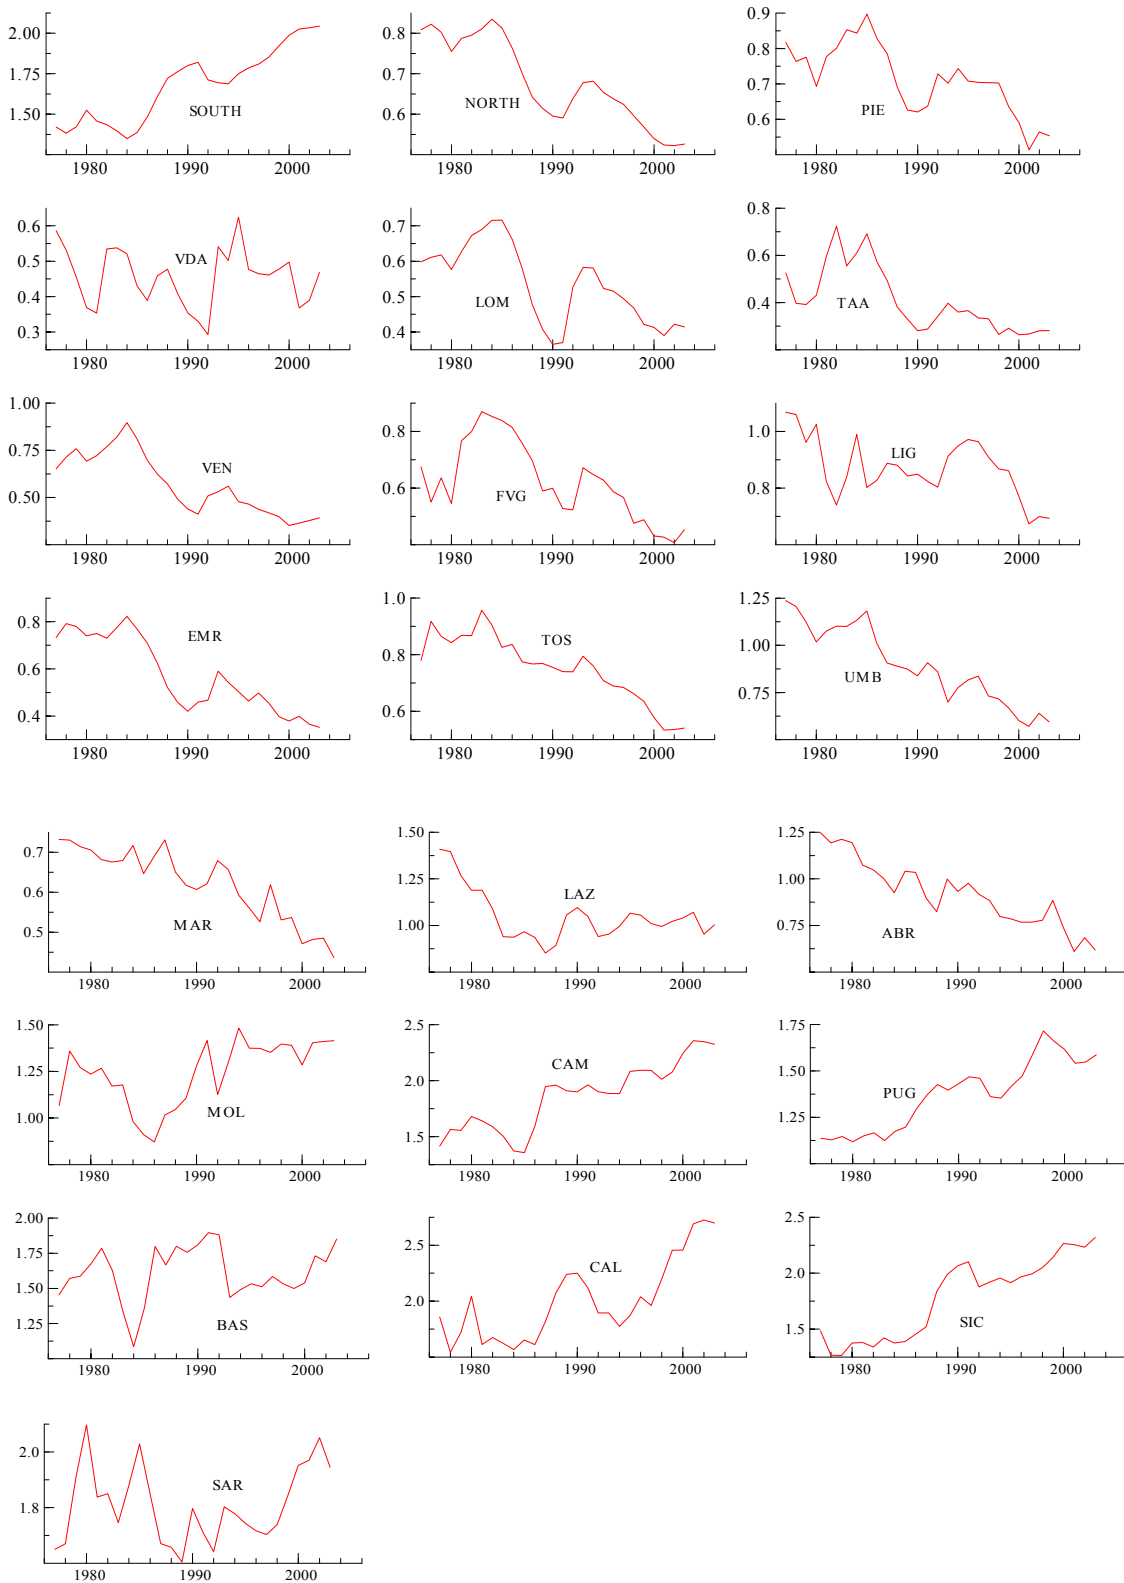 2.00
1.75
1.50
SOUTH
1980 1990 2000
0.8
0.7
0.6
NORTH
1980 1990 2000
0.9
0.8
0.7
0.6
PIE
1980 1990 2000
0.6
0.5
0.4
0.3
VDA
1980 1990 2000
0.7
0.6
0.5
0.4
LOM
1980 1990 2000
0.8
0.6
0.4
TAA
1980 1990 2000
1.00
0.75
0.50
VEN
1980 1990 2000
0.8
0.6
FVG
1980 1990 2000
1.0
0.8
LIG
1980 1990 2000
0.8
0.6
0.4
EMR
1980 1990 2000
1.0
0.8
0.6
TOS
1980 1990 2000
1.25
1.00
0.75
UMB
1980 1990 2000
0.7
0.6
0.5
MAR
1980 1990 2000
1.50
1.25
1.00
LAZ
1980 1990 2000
1.25
1.00
0.75
ABR
1980 1990 2000
1.50
1.25
1.00
MOL
1980 1990 2000
2.5
2.0
1.5
CAM
1980 1990 2000
1.75
1.50
1.25
PUG
1980 1990 2000
2.00
1.75
1.50
1.25
BAS
1980 1990 2000
2.5
2.0
CAL
1980 1990 2000
2.5
2.0
1.5
SIC
1980 1990 2000
2.0
1.8
SAR
1980 1990 2000